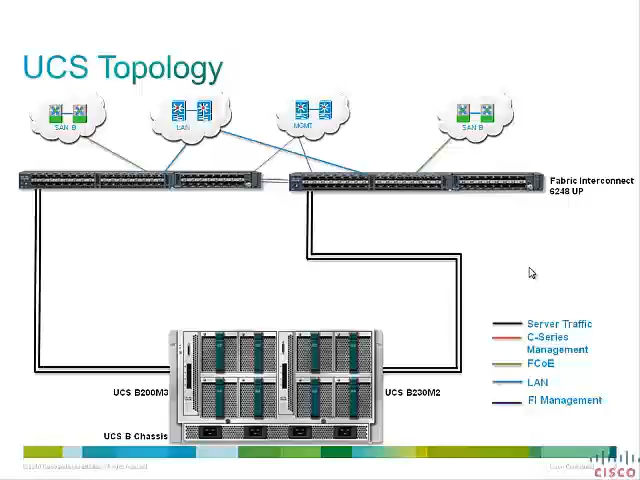 UCS Topology
SAN B
LAN
MGMT
SAN B
Fabric Interconnect
6248 UP
Server Traffic
C-Series
Management
FCoE
LAN
FI Management
UCS B200M3
UCS B230M2
UCS B Chassis
CISCO